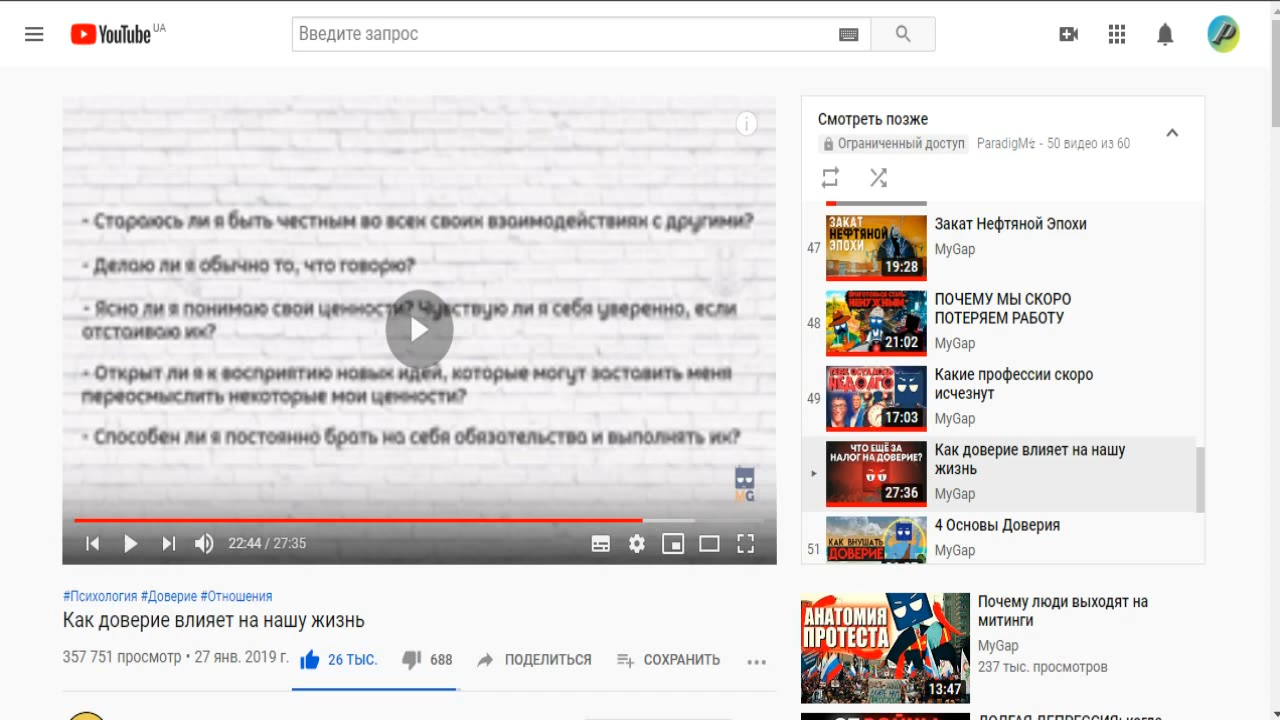 YouTube UA
Введите запрос
- Стараюсь ли я быть честным во всех своих взаимодействиях с другими?
- Делаю ли я обычно то, что говорю?
- Ясно ли я понимаю свои ценности? Чувствую ли я себя уверенно, если
отстаиваю их?
- Открыт ли я к восприятию новых идей, которые могут заставить меня
переосмыслить некоторые мои ценности?
- Способен ли я постоянно брать на себя обязательства и выполнять их?
MG
22:44 / 27:35
#Психология #Доверие #Отношения
Как доверие влияет на нашу жизнь
357 751 просмотр • 27 янв. 2019 г.
26 ТЫС.
688
ПОДЕЛИТЬСЯ
СОХРАНИТЬ
Смотреть позже
Ограниченный доступ
- 50 видео из 60
47
ЗАКАТ
НЕФТЯНОЙ
ЭПОХИ
19:28
Закат Нефтяной Эпохи
MyGap
48
21:02
ПОЧЕМУ МЫ СКОРО
ПОТЕРЯЕМ РАБОТУ
MyGap
49
НЕДОЛГО
17:03
Какие профессии скоро
исчезнут
MyGap
ЧТО ЕЩЁ ЗА
НАЛОГ НА ДОВЕРИЕ?
27:36
Как доверие влияет на нашу
жизнь
MyGap
51
КАК ВНУШАТЬ
ДОВЕРИЕ
4 Основы Доверия
MyGap
АНАТОМИЯ
ПРОТЕСТА
13:47
Почему люди выходят на
митинги
MyGap
237 тыс. просмотров